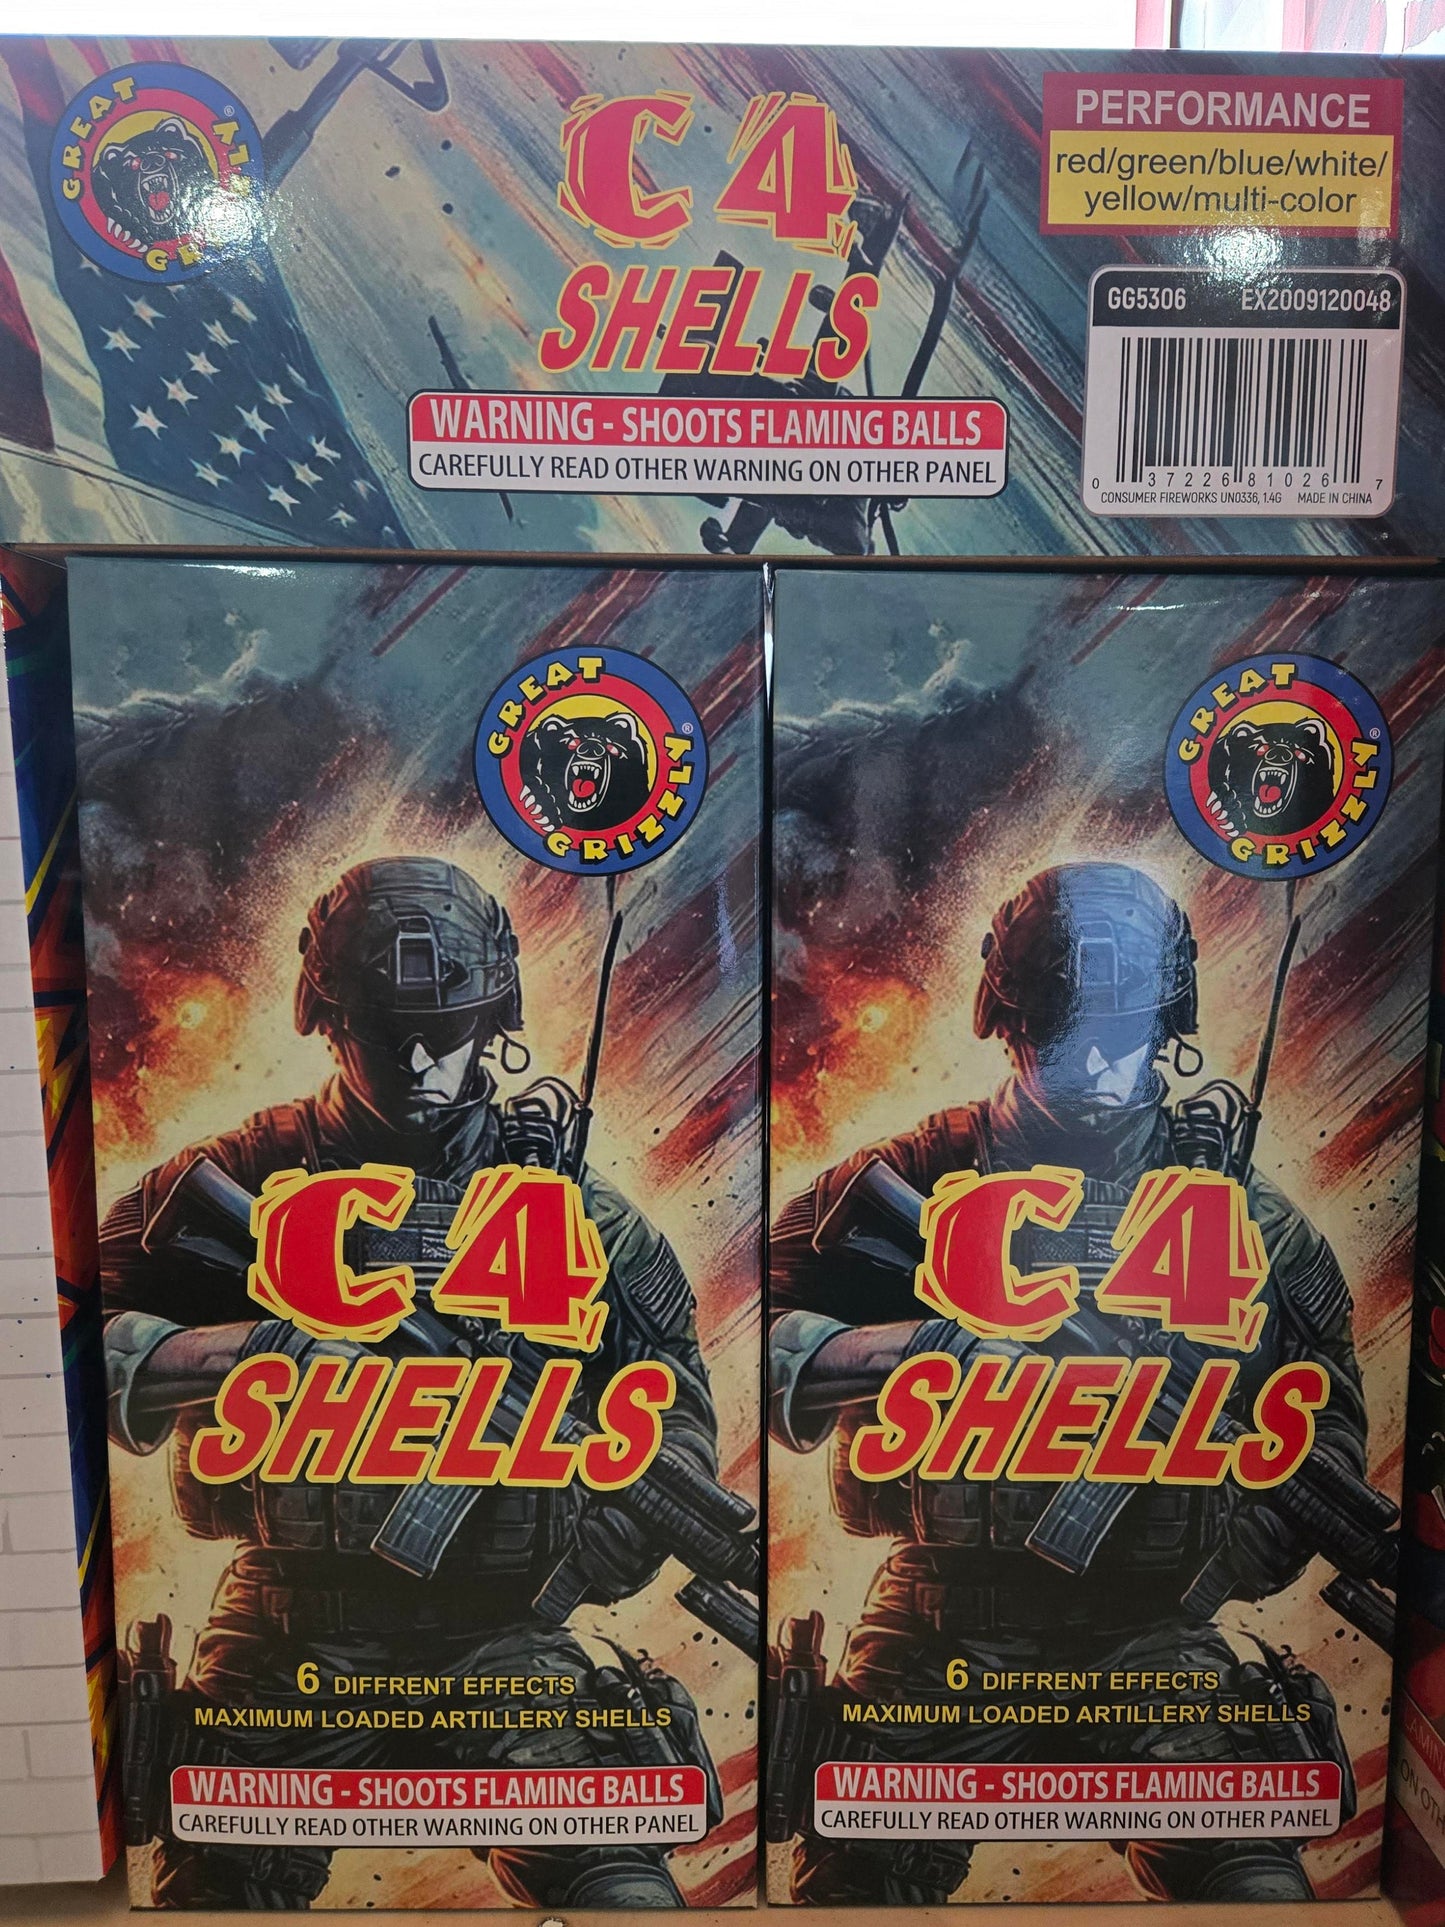 GREAT GRIZZLY ®
C4
SHELLS
WARNING - SHOOTS FLAMING BALLS
CAREFULLY READ OTHER WARNING ON OTHER PANEL
PERFORMANCE
red/green/blue/white/
yellow/multi-color
GG5306 EX2009120048
0 37226 81026 7
CONSUMER FIREWORKS UN0336, 1.4G MADE IN CHINA
GREAT GRIZZLY ®
C4
SHELLS
6 DIFFRENT EFFECTS
MAXIMUM LOADED ARTILLERY SHELLS
WARNING - SHOOTS FLAMING BALLS
CAREFULLY READ OTHER WARNING ON OTHER PANEL
GREAT GRIZZLY ®
C4
SHELLS
6 DIFFRENT EFFECTS
MAXIMUM LOADED ARTILLERY SHELLS
WARNING - SHOOTS FLAMING BALLS
CAREFULLY READ OTHER WARNING ON OTHER PANEL